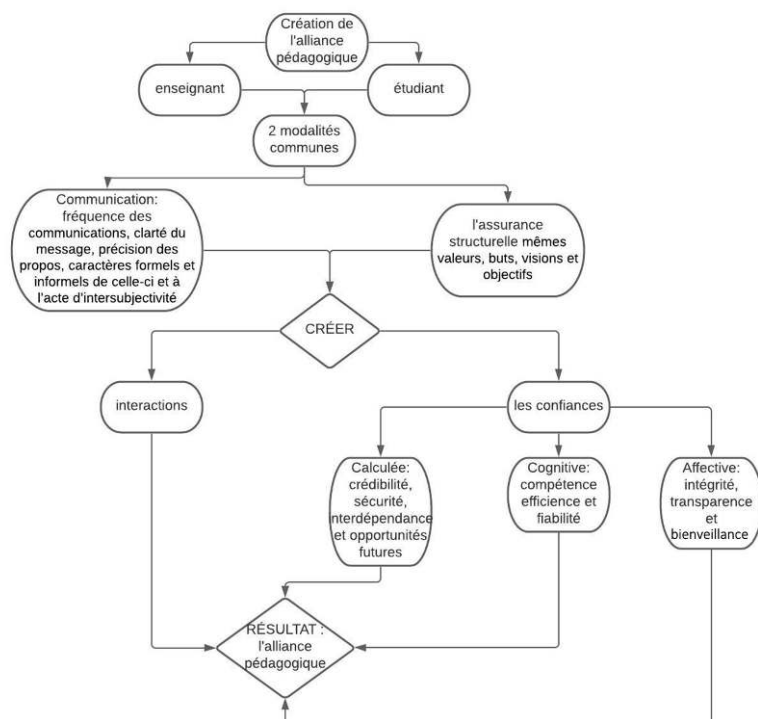 Création de
l'alliance
pédagogique
enseignant
étudiant
2 modalités
communes
Communication:
fréquence des
communications, clarté du
message, précision des
propos, caractères formels et
informels de celle-ci et à
l'acte d'intersubjectivité
l'assurance
structurelle mêmes
valeurs, buts, visions et
objectifs
CRÉER
interactions
les confiances
Calculée:
crédibilité,
sécurité,
interdépendance
et opportunités
futures
Cognitive:
compétence
efficience et
fiabilité
Affective:
intégrité,
transparence
et
bienveillance
RÉSULTAT :
l'alliance
pédagogique